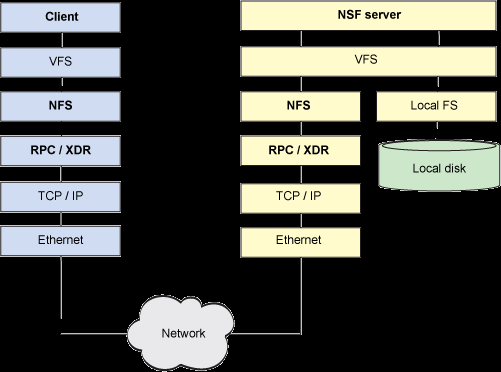 Client
VFS
NFS
RPC / XDR
TCP / IP
Ethernet
NSF server
VFS
NFS
Local FS
RPC / XDR
Local disk
TCP / IP
Ethernet
Network